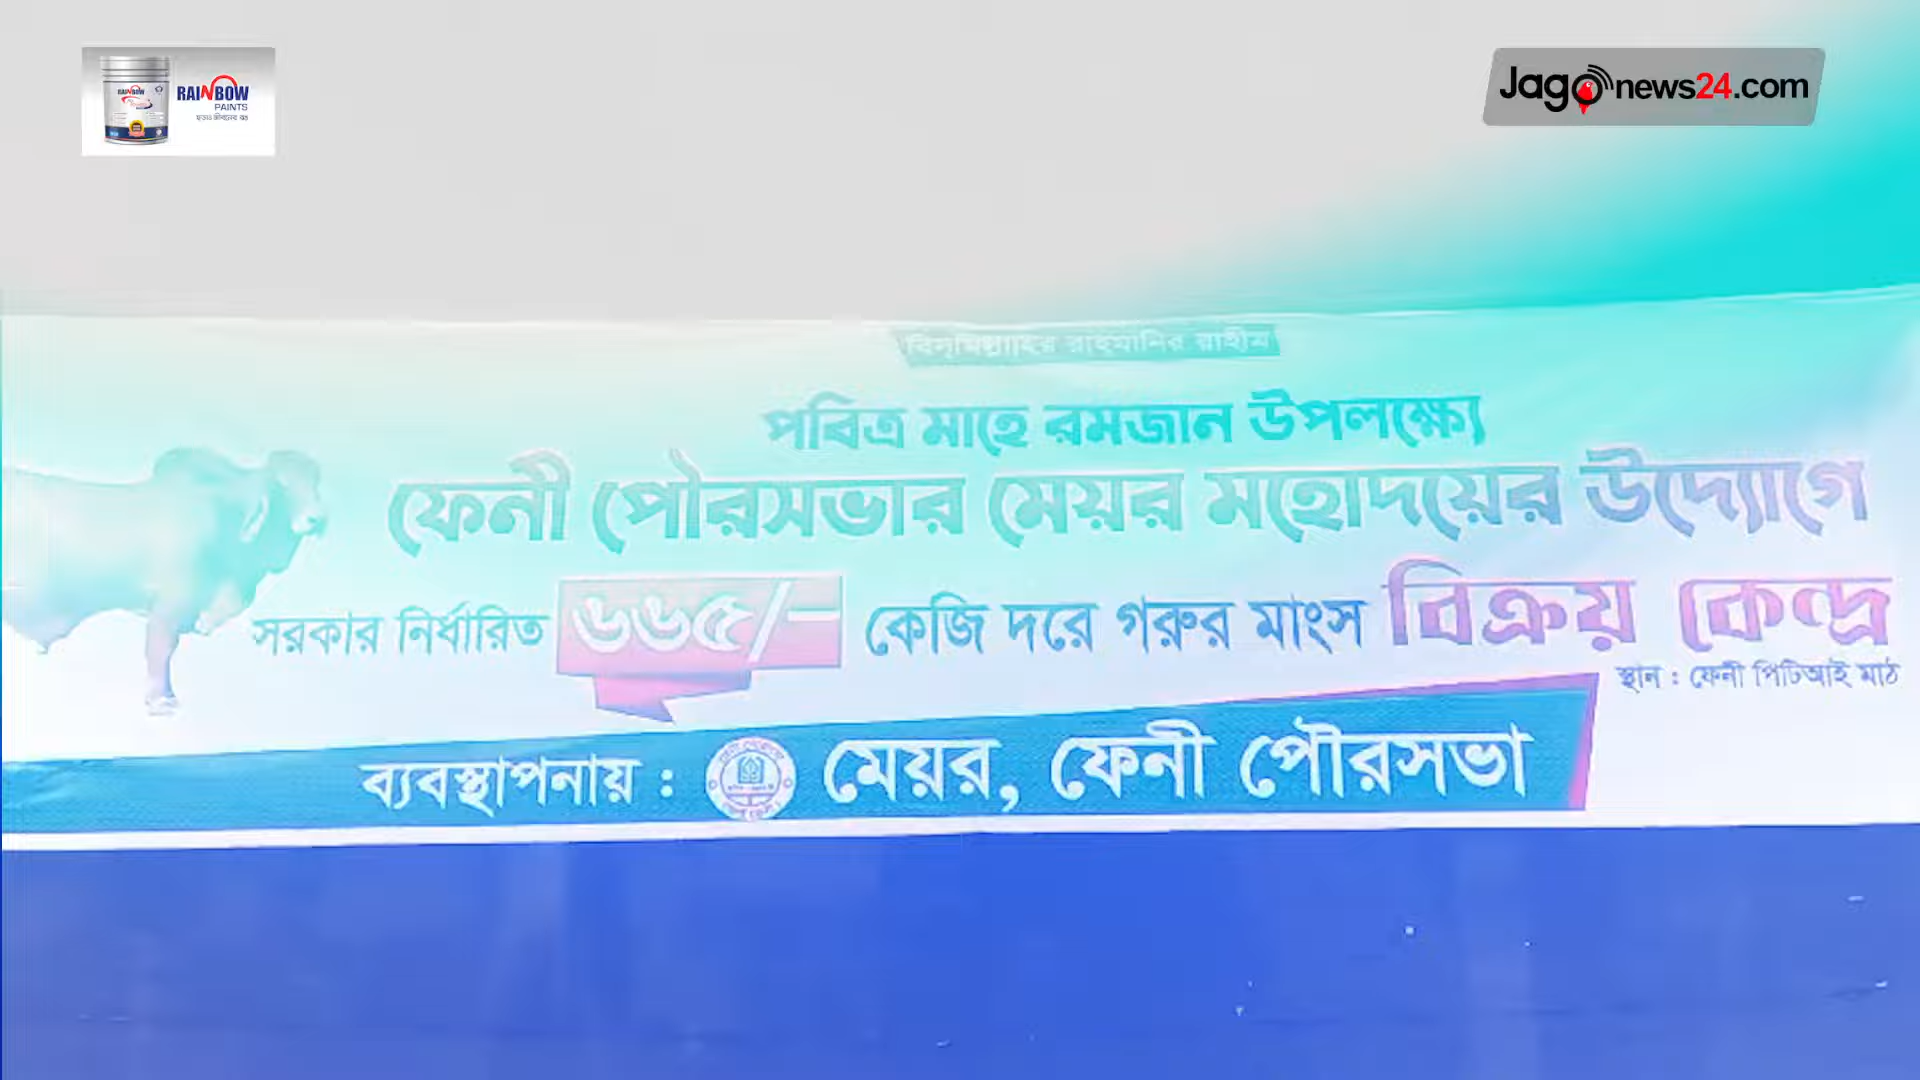 RAINBOW
PAINTS
Jagonews24.com
বিসমিল্লাহির রাহমানির রাহীম
পবিত্র মাহে রমজান উপলক্ষ্যে
ফেনী পৌরসভার মেয়র মহোদয়ের উদ্যোগে
সরকার নির্ধারিত ৬৬৫/- কেজি দরে গরুর মাংস বিক্রয় কেন্দ্র
স্থান : ফেনী পিটিআই মাঠ
ব্যবস্থাপনায় : মেয়র, ফেনী পৌরসভা